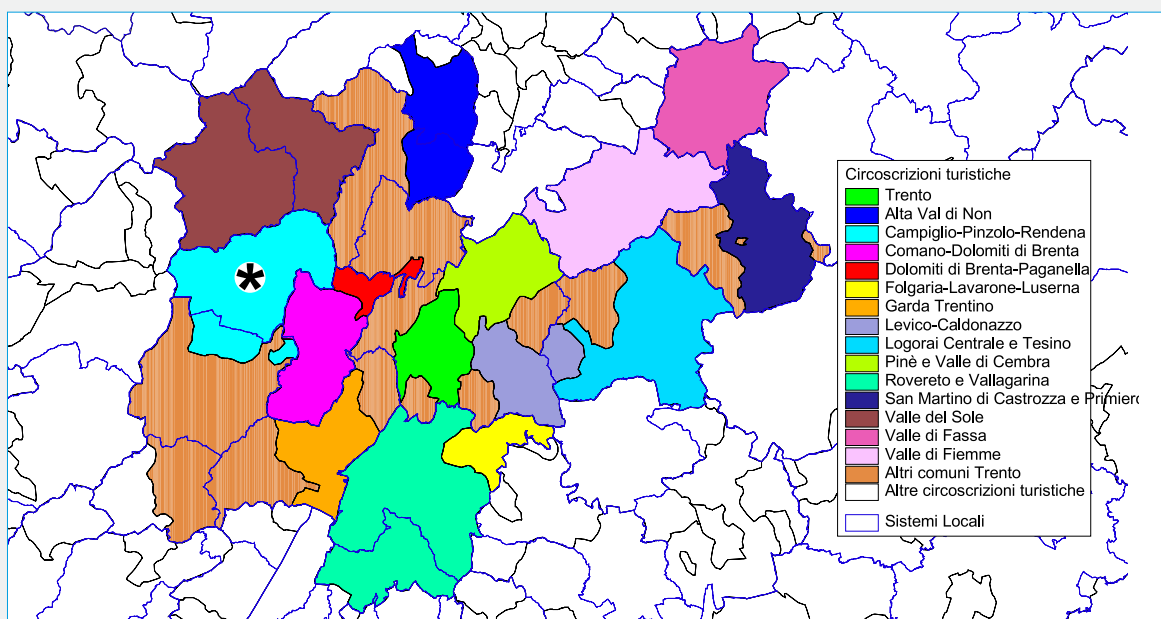 Circoscrizioni turistiche
Trento
Alta Val di Non
Campiglio-Pinzolo-Rendena
Comano-Dolomiti di Brenta
Dolomiti di Brenta-Paganella
Folgaria-Lavarone-Luserna
Garda Trentino
Levico-Caldonazzo
Logorai Centrale e Tesino
Pinè e Valle di Cembra
Rovereto e Vallagarina
San Martino di Castrozza e Primiero
Valle del Sole
Valle di Fassa
Valle di Fiemme
Altri comuni Trento
Altre circoscrizioni turistiche
Sistemi Locali
*